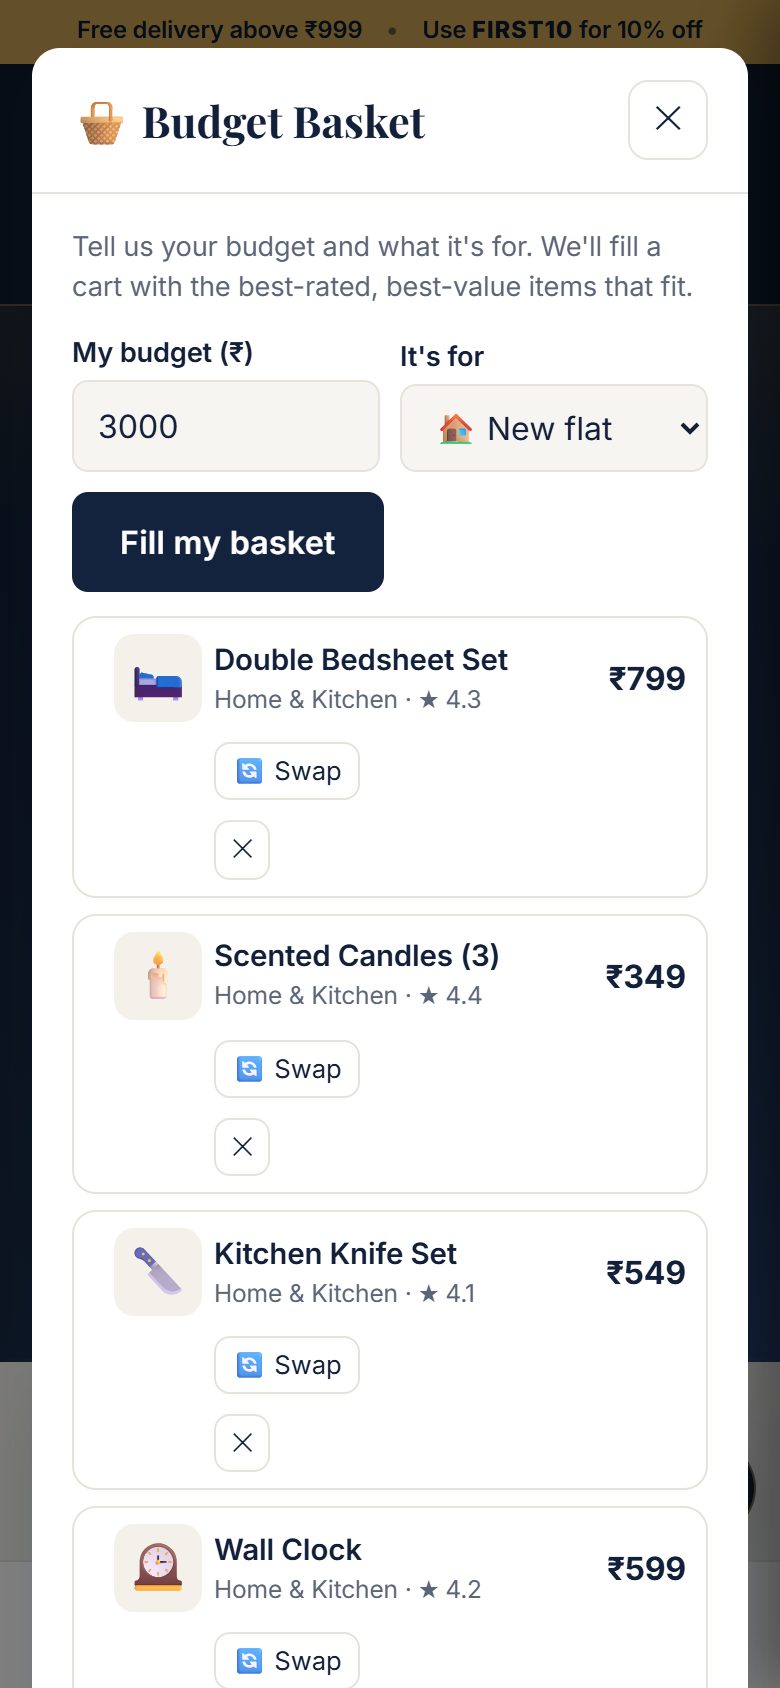 Free delivery above ₹999 • Use FIRST10 for 10% off
Budget Basket
Tell us your budget and what it's for. We'll fill a
cart with the best-rated, best-value items that fit.
My budget (₹) It's for
3000 New flat
Fill my basket
Double Bedsheet Set ₹799
Home & Kitchen · ★ 4.3
Swap
Scented Candles (3) ₹349
Home & Kitchen · ★ 4.4
Swap
Kitchen Knife Set ₹549
Home & Kitchen · ★ 4.1
Swap
Wall Clock ₹599
Home & Kitchen · ★ 4.2
Swap